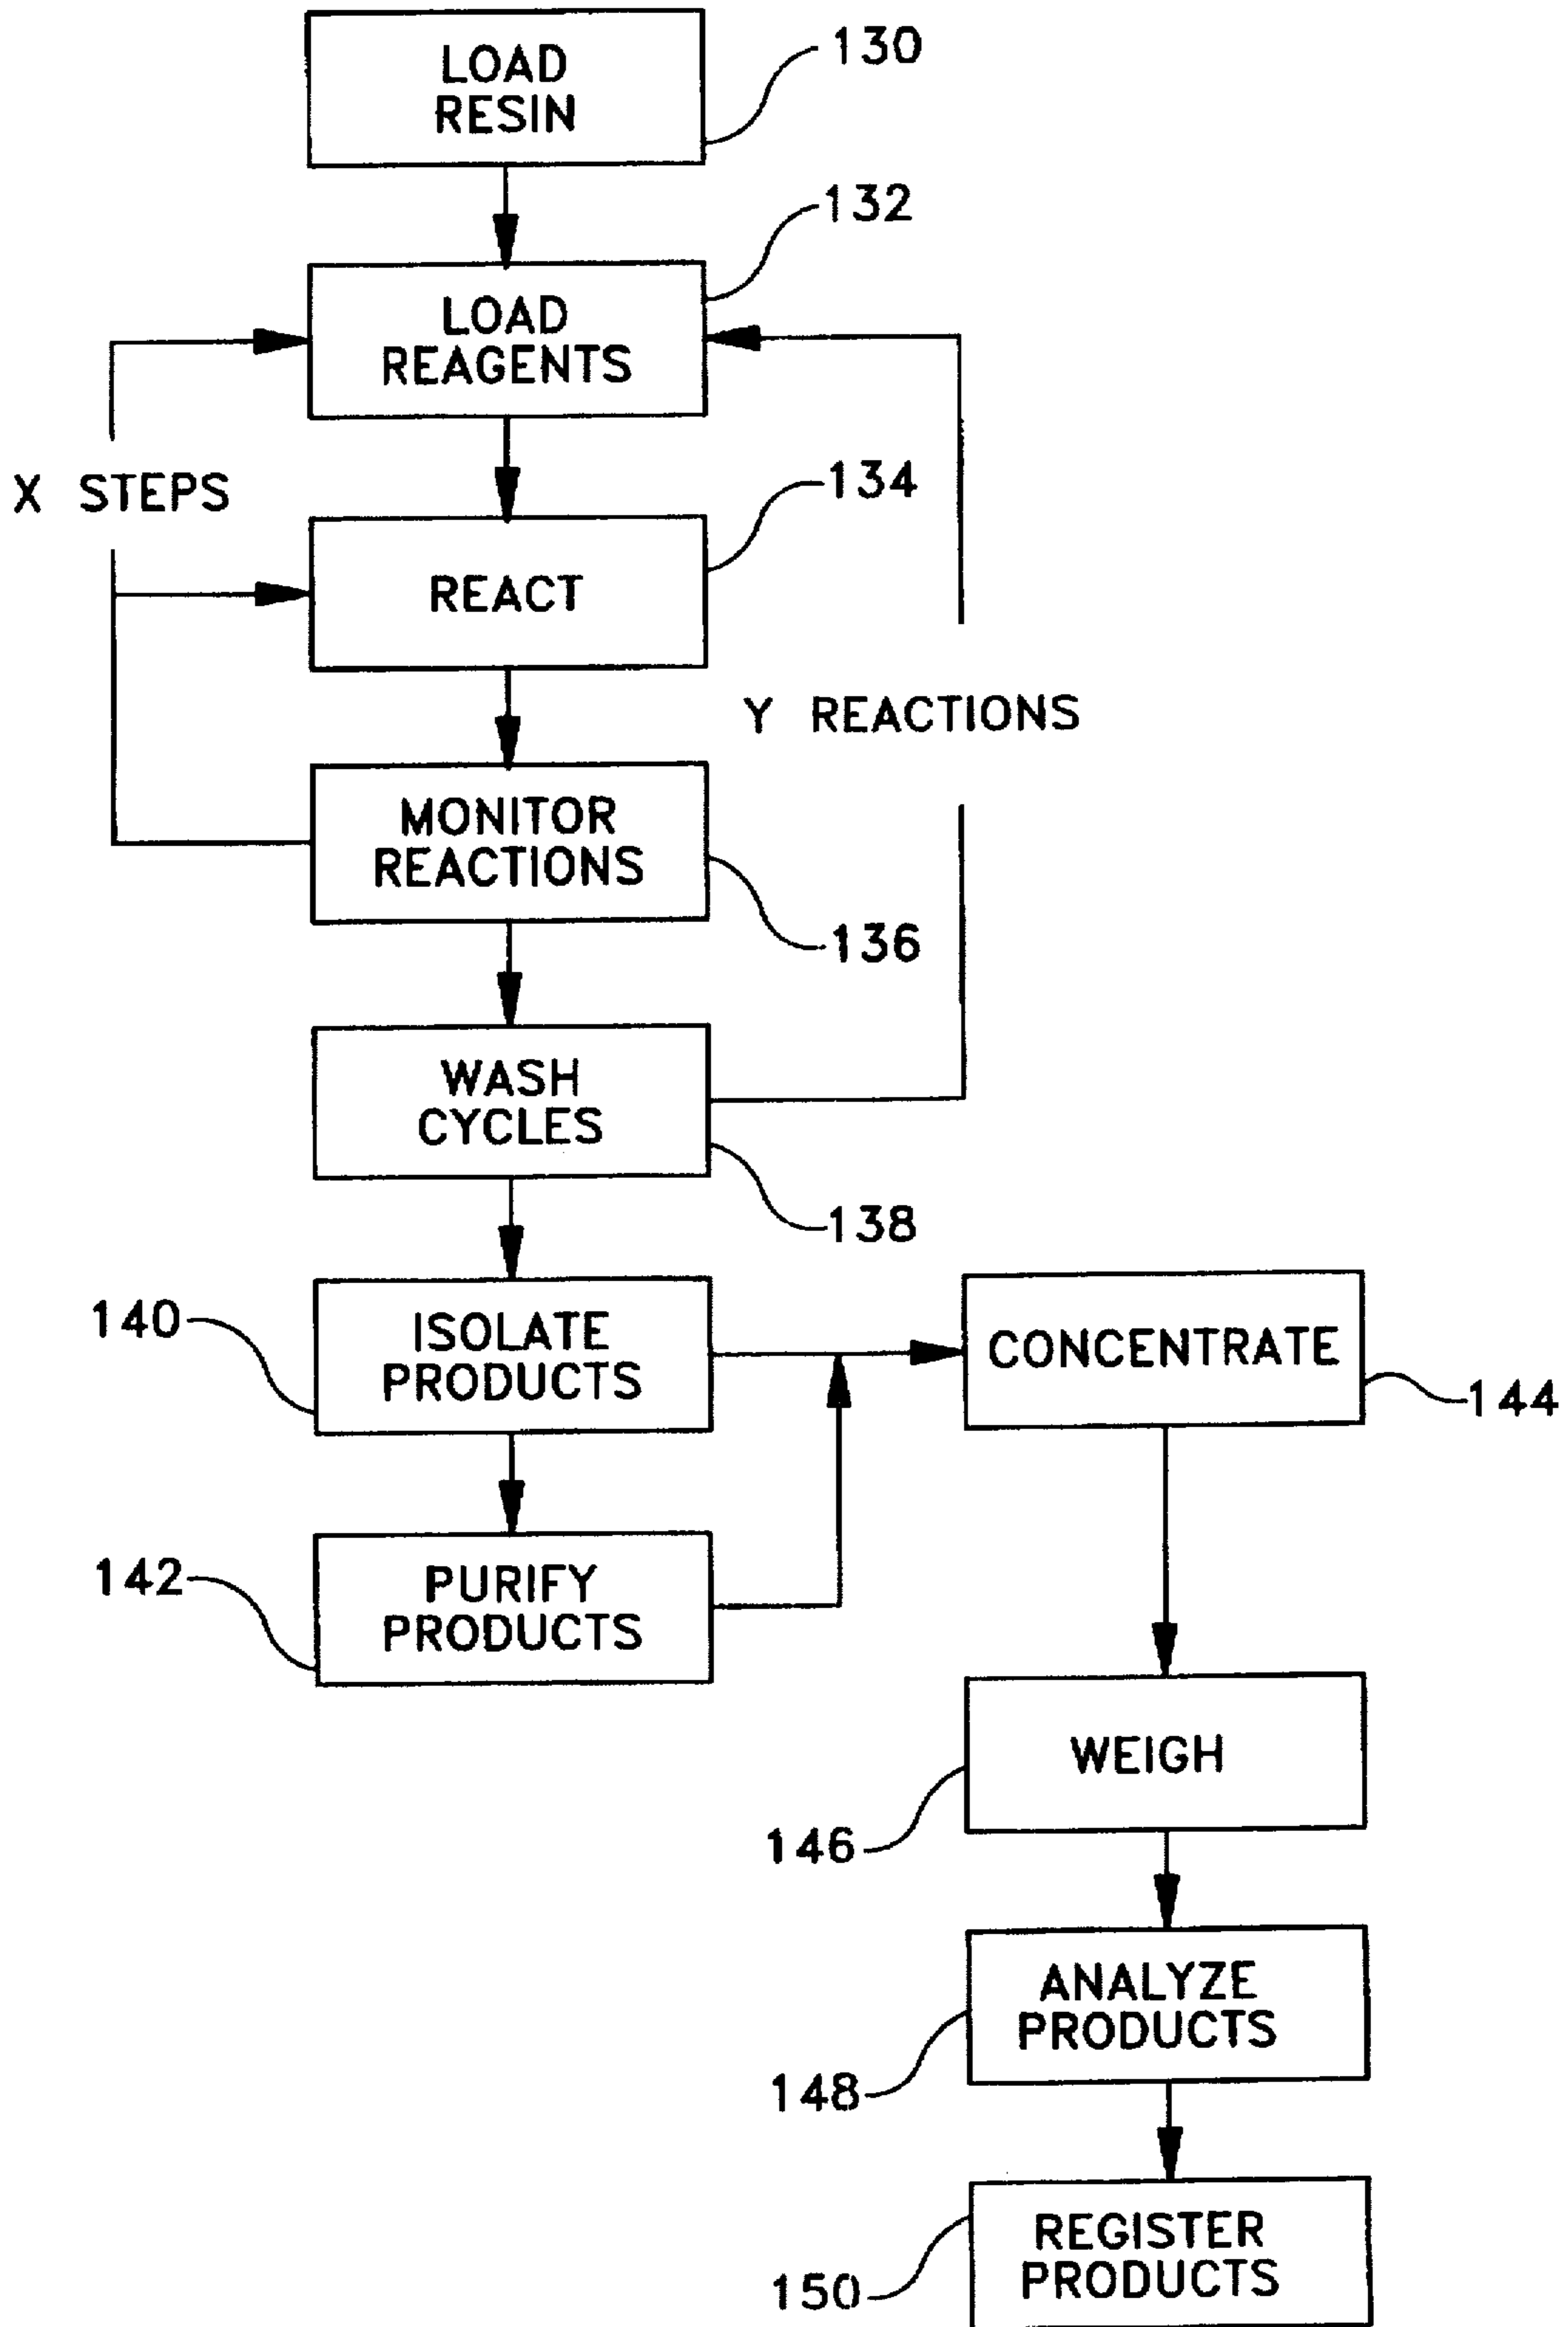 LOAD
RESIN
130
132
LOAD
REAGENTS
X STEPS
134
REACT
Y REACTIONS
MONITOR
REACTIONS
136
WASH
CYCLES
138
140
ISOLATE
PRODUCTS
CONCENTRATE
144
142
PURIFY
PRODUCTS
WEIGH
146
ANALYZE
PRODUCTS
148
REGISTER
PRODUCTS
150